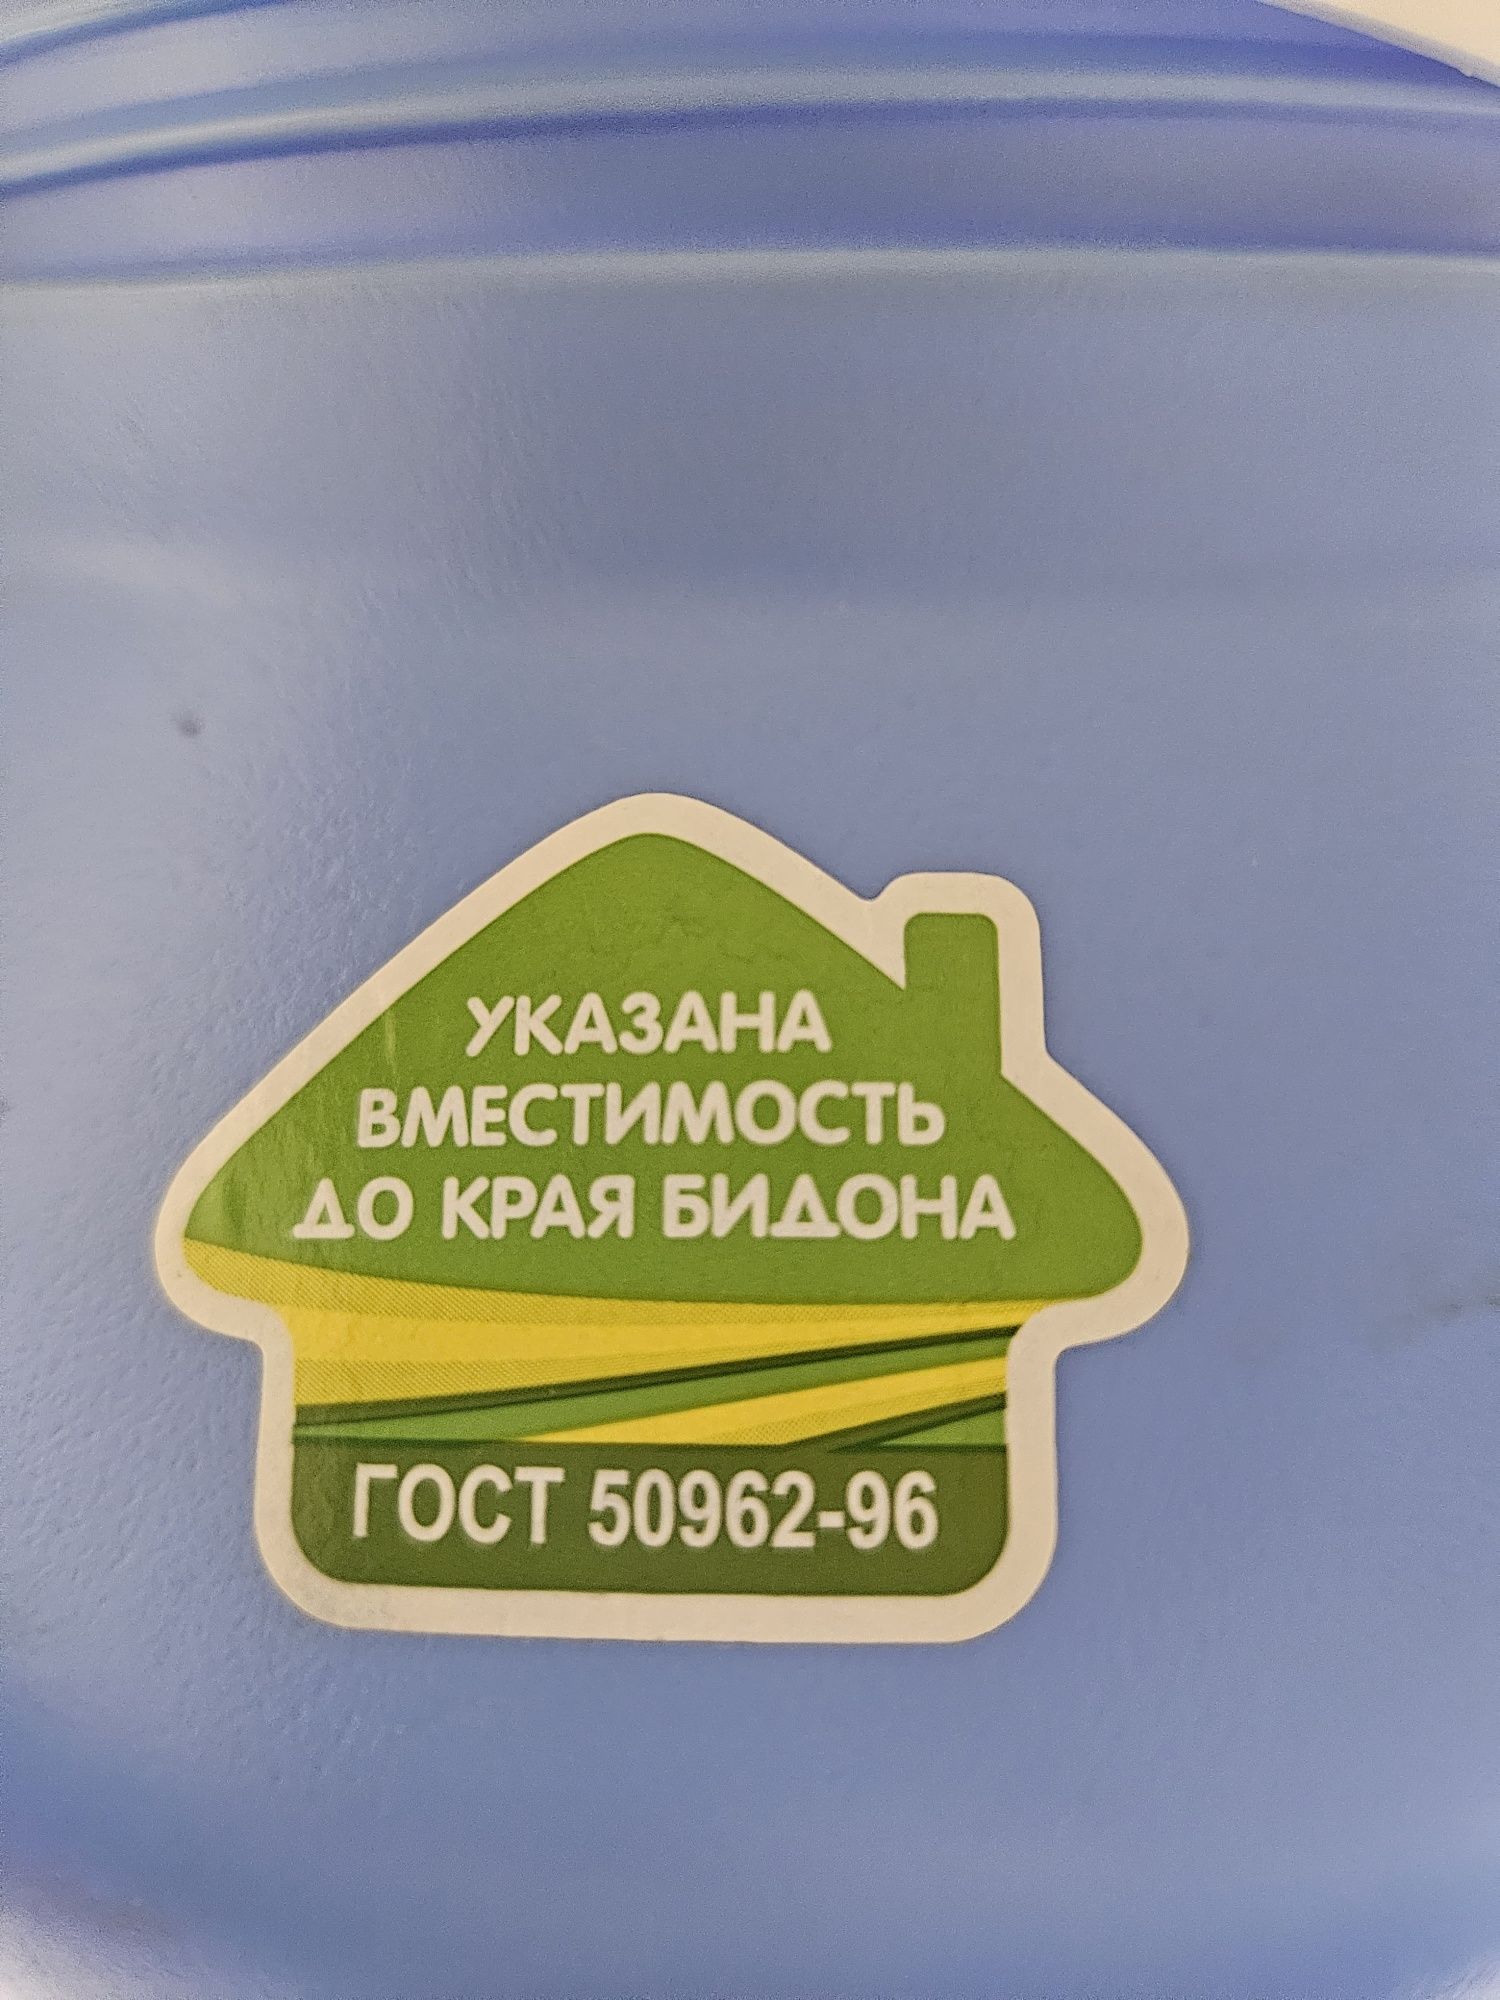 УКАЗАНА
ВМЕСТИМОСТЬ
ДО КРАЯ БИДОНА
ГОСТ 50962-96